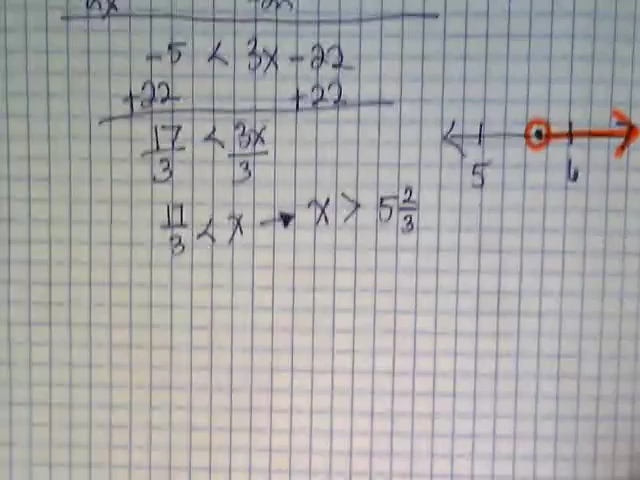 -5 < 3x - 22
+22 +22
17/3 < 3x/3
17/3 < x → x > 5 2/3
5 6